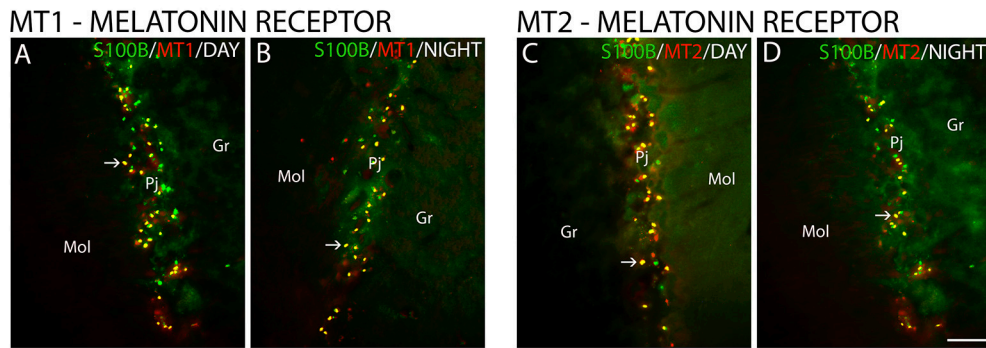 MT1 - MELATONIN RECEPTOR
A S100B/MT1/DAY
Gr
Pj
Mol
B S100B/MT1/NIGHT
Pj
Mol
Gr
MT2 - MELATONIN RECEPTOR
C S100B/MT2/DAY
Pj
Mol
Gr
D S100B/MT2/NIGHT
Gr
Pj
Mol